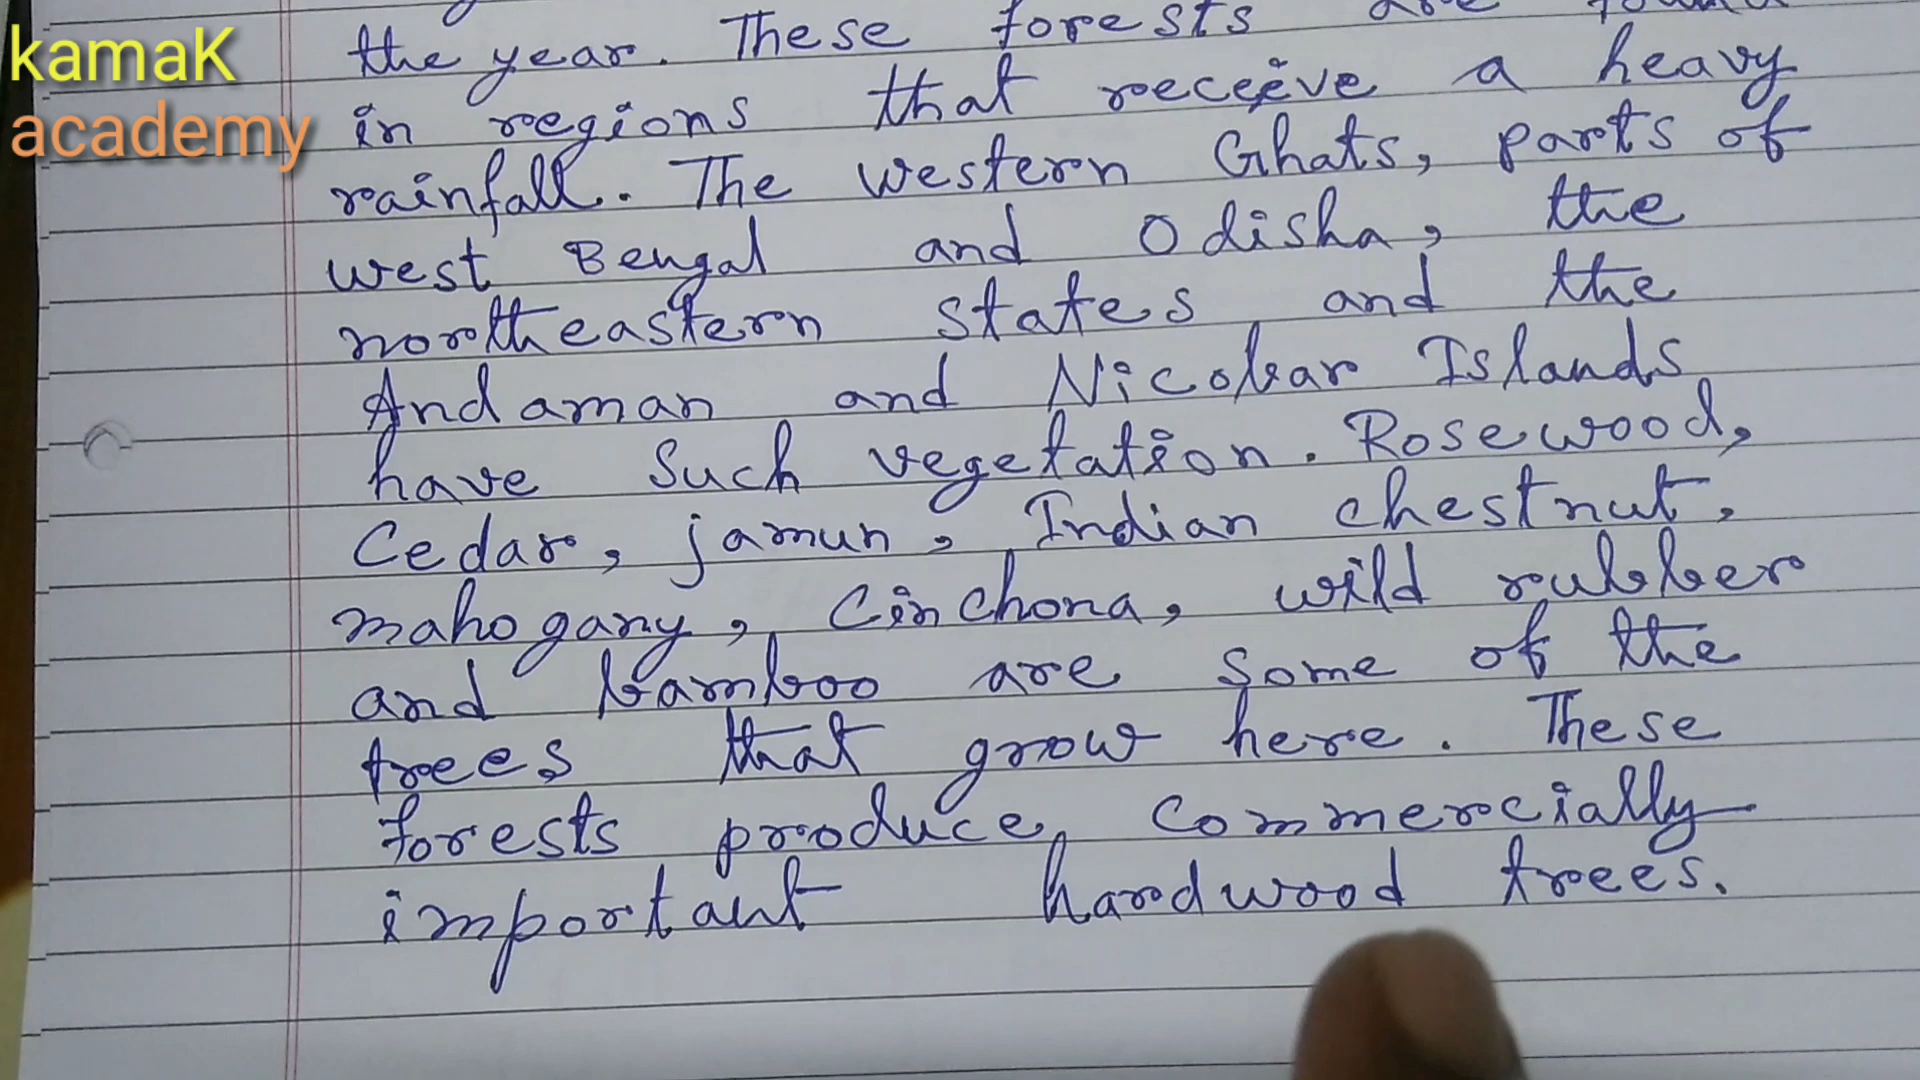 kamaK
academy
the year. These forests are found
in regions that receive a heavy
rainfall. The western Ghats, parts of
west Bengal and Odisha, the
northeastern states and the
Andaman and Nicobar Islands
have such vegetation. Rosewood,
Cedar, jamun, Indian chestnut,
mahogany, Cinchona, wild rubber
and bamboo are some of the
trees that grow here. These
forests produce commercially
important hardwood trees.